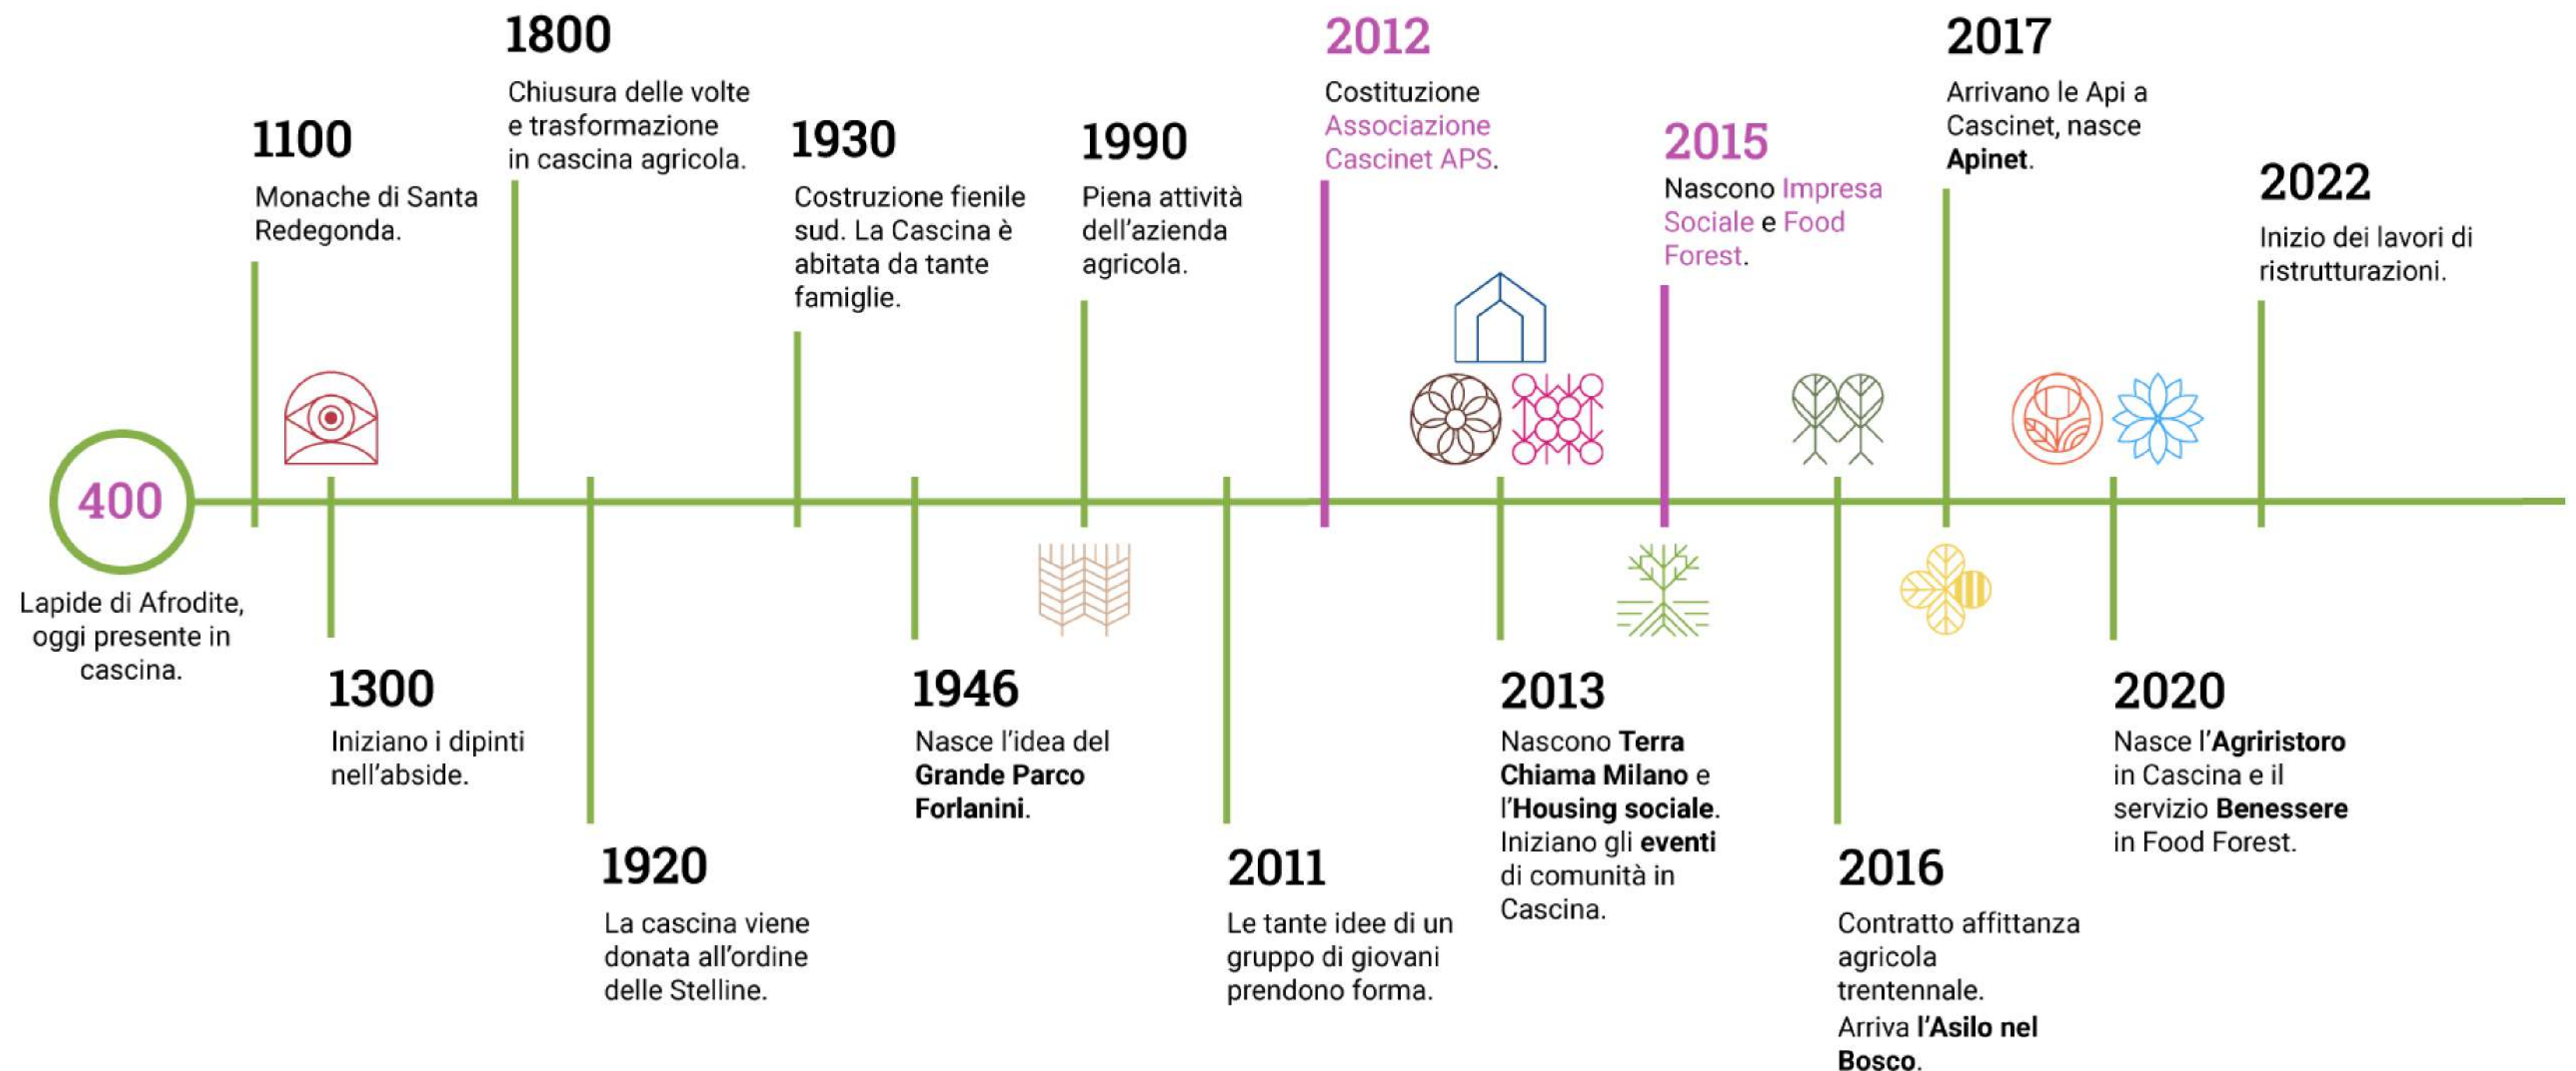 400
Lapide di Afrodite,
oggi presente in
cascina.
1100
Monache di Santa
Redegonda.
1300
Iniziano i dipinti
nell'abside.
1800
Chiusura delle volte
e trasformazione
in cascina agricola.
1920
La cascina viene
donata all'ordine
delle Stelline.
1930
Costruzione fienile
sud. La Cascina è
abitata da tante
famiglie.
1946
Nasce l'idea del
Grande Parco
Forlanini.
1990
Piena attività
dell'azienda
agricola.
2011
Le tante idee di un
gruppo di giovani
prendono forma.
2012
Costituzione
Associazione
Cascinet APS.
2013
Nascono Terra
Chiama Milano e
l'Housing sociale.
Iniziano gli eventi
di comunità in
Cascina.
2015
Nascono Impresa
Sociale e Food
Forest.
2016
Contratto affittanza
agricola
trentennale.
Arriva l'Asilo nel
Bosco.
2017
Arrivano le Api a
Cascinet, nasce
Apinet.
2020
Nasce l'Agriristoro
in Cascina e il
servizio Benessere
in Food Forest.
2022
Inizio dei lavori di
ristrutturazioni.